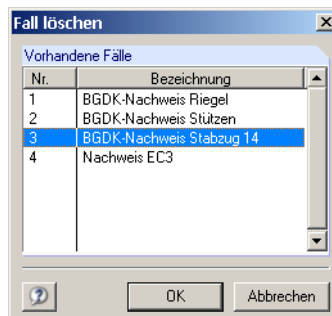 Fall löschen
Vorhandene Fälle
Nr. Bezeichnung
1 BGDK-Nachweis Riegel
2 BGDK-Nachweis Stützen
3 BGDK-Nachweis Stabzug 14
4 Nachweis EC3
OK Abbrechen